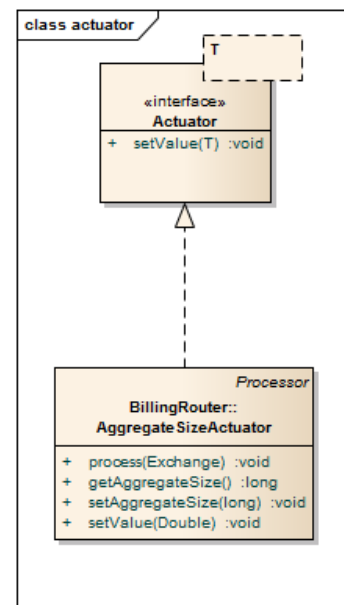 class actuator
T
«interface»
Actuator
+ setValue(T) :void
Processor
BillingRouter::
AggregateSizeActuator
+ process(Exchange) :void
+ getAggregateSize() :long
+ setAggregateSize(long) :void
+ setValue(Double) :void